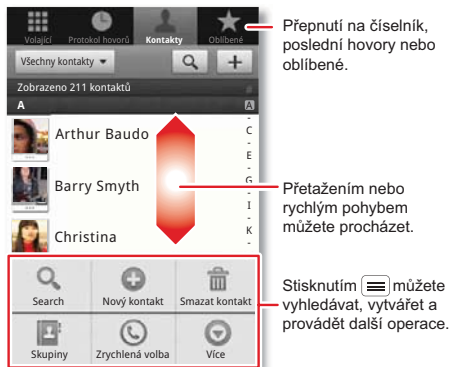 Volající Protokol hovorů Kontakty Oblíbené
Všechny kontakty
Zobrazeno 211 kontaktů
A A
-
C
Arthur Baudo
-
E
-
Barry Smyth
G
-
I
-
K
Christina
-
Search Nový kontakt Smazat kontakt
Skupiny Zrychlená volba Více
Přepnutí na číselník,
poslední hovory nebo
oblíbené.
Přetažením nebo
rychlým pohybem
můžete procházet.
Stisknutím můžete
vyhledávat, vytvářet a
provádět další operace.